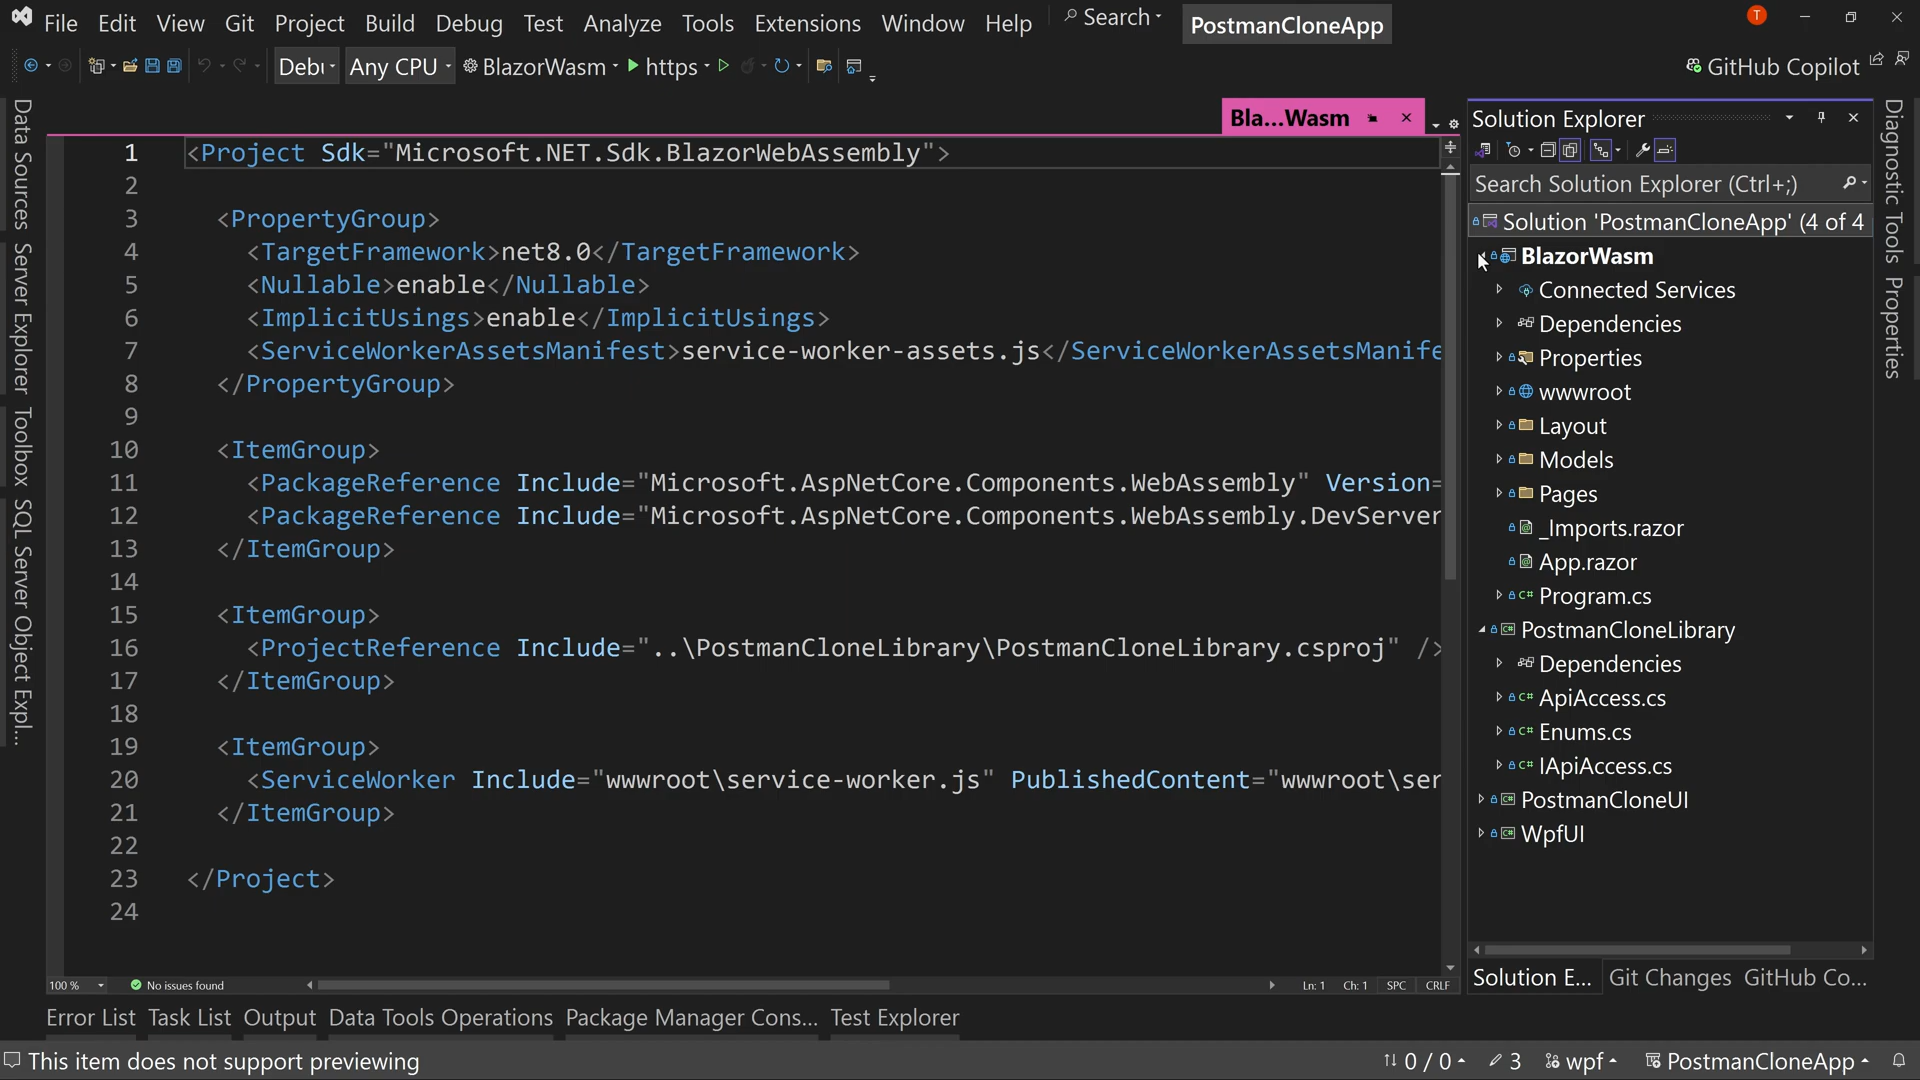 File Edit View Git Project Build Debug Test Analyze Tools Extensions Window Help Search PostmanCloneApp T
Debu Any CPU BlazorWasm https GitHub Copilot
Data Sources
Server Explorer
Toolbox
SQL Server Object Expl...
Bla...Wasm
1 <Project Sdk="Microsoft.NET.Sdk.BlazorWebAssembly">
2
3 <PropertyGroup>
4 <TargetFramework>net8.0</TargetFramework>
5 <Nullable>enable</Nullable>
6 <ImplicitUsings>enable</ImplicitUsings>
7 <ServiceWorkerAssetsManifest>service-worker-assets.js</ServiceWorkerAssetsManife
8 </PropertyGroup>
9
10 <ItemGroup>
11 <PackageReference Include="Microsoft.AspNetCore.Components.WebAssembly" Version=
12 <PackageReference Include="Microsoft.AspNetCore.Components.WebAssembly.DevServer
13 </ItemGroup>
14
15 <ItemGroup>
16 <ProjectReference Include="..\PostmanCloneLibrary\PostmanCloneLibrary.csproj" />
17 </ItemGroup>
18
19 <ItemGroup>
20 <ServiceWorker Include="wwwroot\service-worker.js" PublishedContent="wwwroot\ser
21 </ItemGroup>
22
23 </Project>
24
100 % No issues found Ln: 1 Ch: 1 SPC CRLF
Solution Explorer
Search Solution Explorer (Ctrl+;)
Solution 'PostmanCloneApp' (4 of 4
BlazorWasm
Connected Services
Dependencies
Properties
wwwroot
Layout
Models
Pages
_Imports.razor
App.razor
C# Program.cs
C# PostmanCloneLibrary
Dependencies
C# ApiAccess.cs
C# Enums.cs
C# IApiAccess.cs
C# PostmanCloneUI
C# WpfUI
Solution E... Git Changes GitHub Co...
Diagnostic Tools
Properties
Error List Task List Output Data Tools Operations Package Manager Cons... Test Explorer
This item does not support previewing 0 / 0 3 wpf PostmanCloneApp